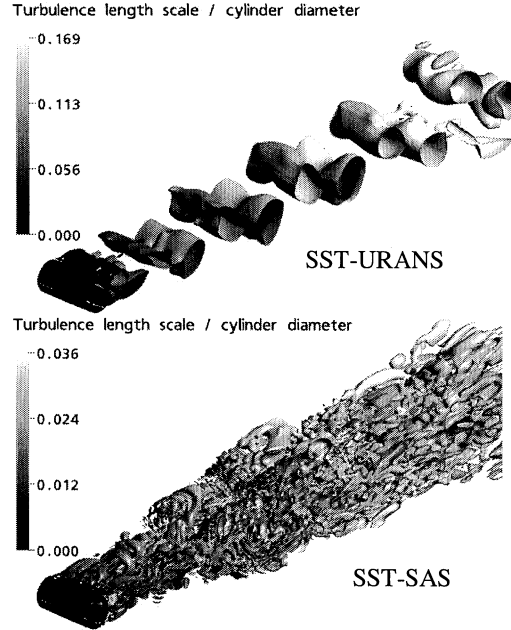 Turbulence length scale / cylinder diameter
0.169
0.113
0.056
0.000
SST-URANS
Turbulence length scale / cylinder diameter
0.036
0.024
0.012
0.000
SST-SAS